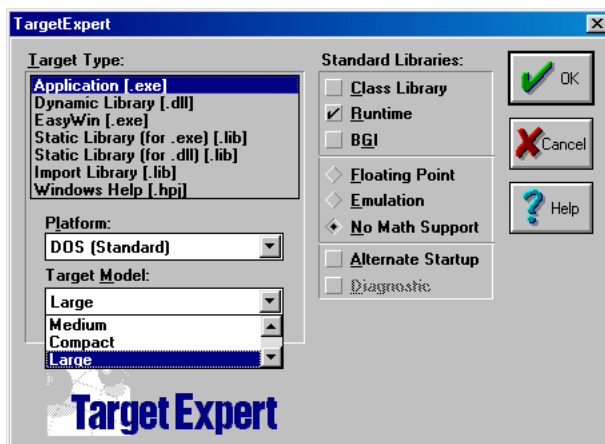 TargetExpert
Target Type:
Application [.exe]
Dynamic Library [.dll]
EasyWin [.exe]
Static Library (for .exe) [.lib]
Static Library (for .dll) [.lib]
Import Library [.lib]
Windows Help [.hpj]
Platform:
DOS (Standard)
Target Model:
Large
Medium
Compact
Large
Target Expert
Standard Libraries:
Class Library
Runtime
BGI
Floating Point
Emulation
No Math Support
Alternate Startup
Diagnostic
OK
Cancel
Help